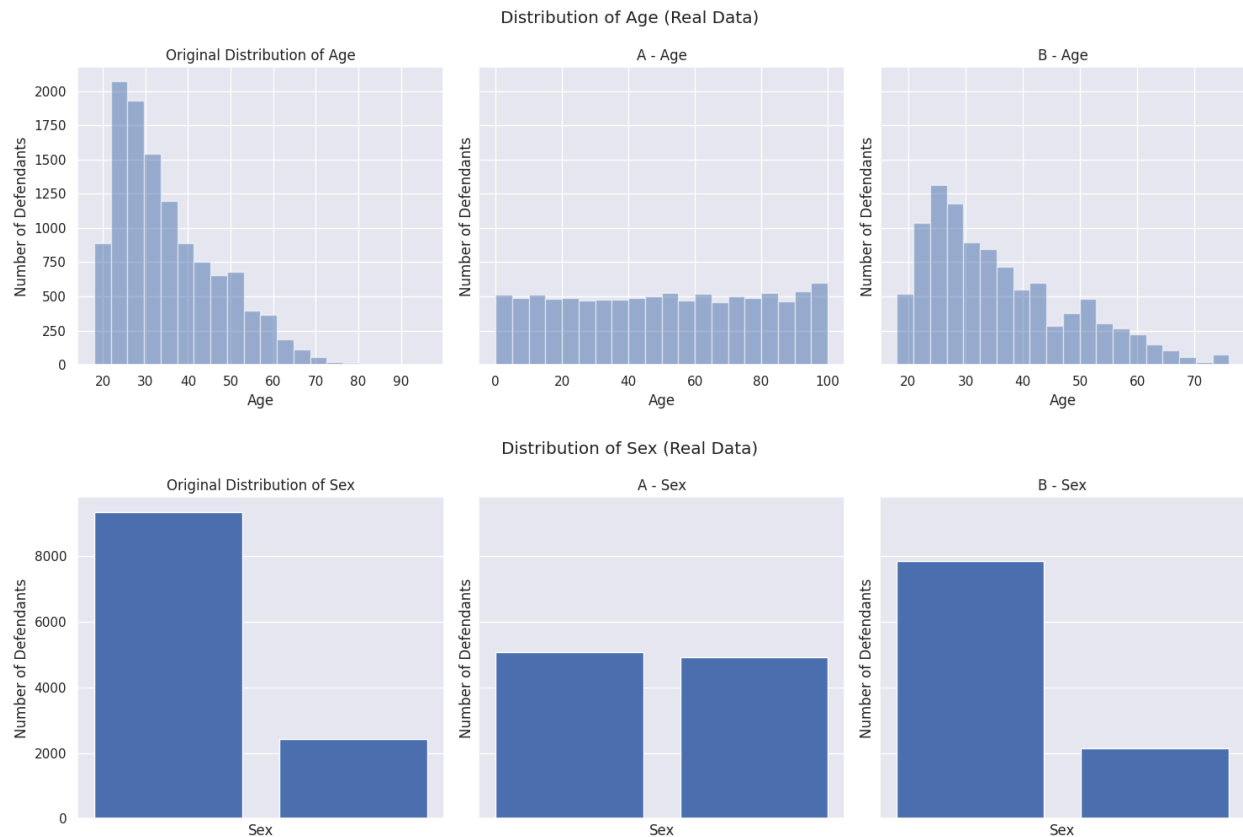 Distribution of Age (Real Data)
Original Distribution of Age
A - Age
B - Age
Number of Defendants
2000
1750
1500
1250
1000
750
500
250
0
20 30 40 50 60 70 80 90
Age
Number of Defendants
0 20 40 60 80 100
Age
Number of Defendants
20 30 40 50 60 70
Age
Distribution of Sex (Real Data)
Original Distribution of Sex
A - Sex
B - Sex
Number of Defendants
8000
6000
4000
2000
0
Sex
Number of Defendants
Sex
Number of Defendants
Sex